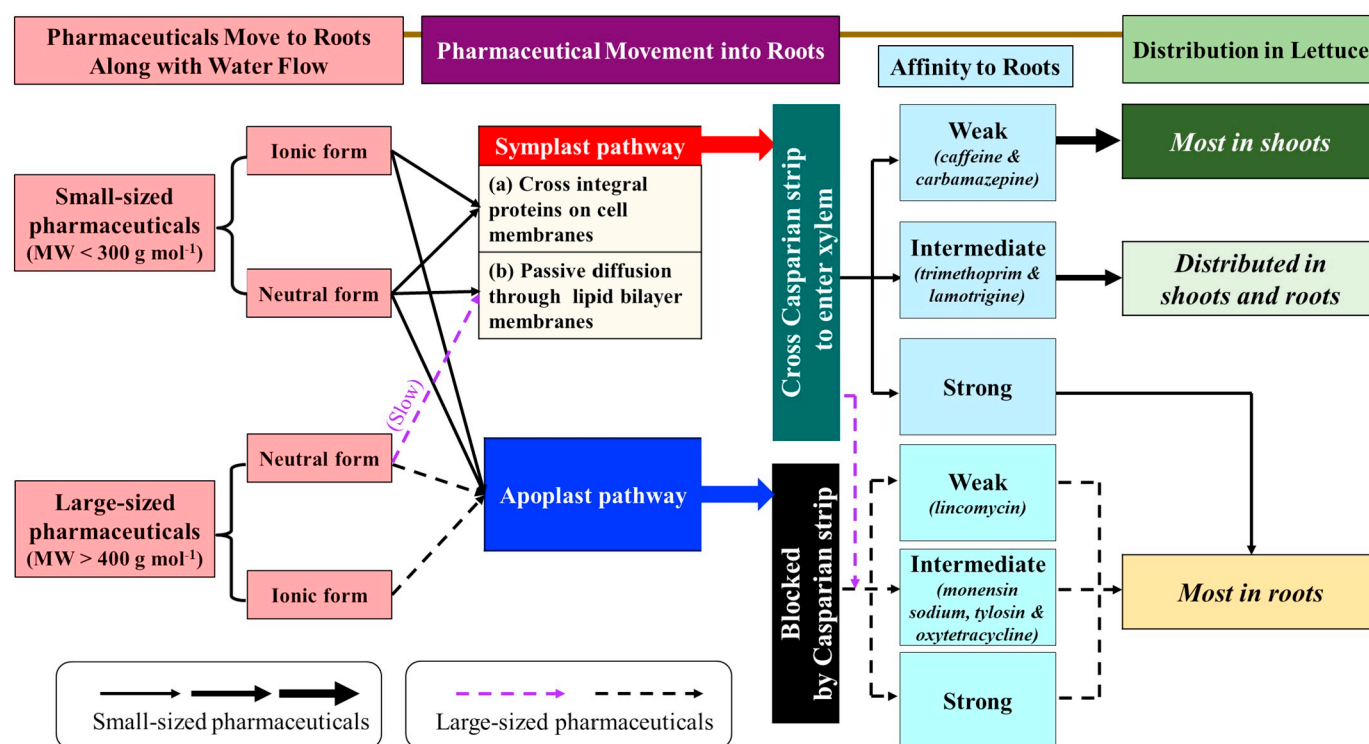 Pharmaceuticals Move to Roots
Along with Water Flow
Pharmaceutical Movement into Roots
Affinity to Roots
Distribution in Lettuce
Small-sized
pharmaceuticals
(MW < 300 g mol-1)
Ionic form
Neutral form
Large-sized
pharmaceuticals
(MW > 400 g mol-1)
Neutral form
Ionic form
(Slow)
Symplast pathway
(a) Cross integral
proteins on cell
membranes
(b) Passive diffusion
through lipid bilayer
membranes
Apoplast pathway
Cross Casparian strip
to enter xylem
Blocked
by Casparian strip
Weak
(caffeine &
carbamazepine)
Intermediate
(trimethoprim &
lamotrigine)
Strong
Weak
(lincomycin)
Intermediate
(monensin
sodium, tylosin &
oxytetracycline)
Strong
Most in shoots
Distributed in
shoots and roots
Most in roots
Small-sized pharmaceuticals
Large-sized pharmaceuticals